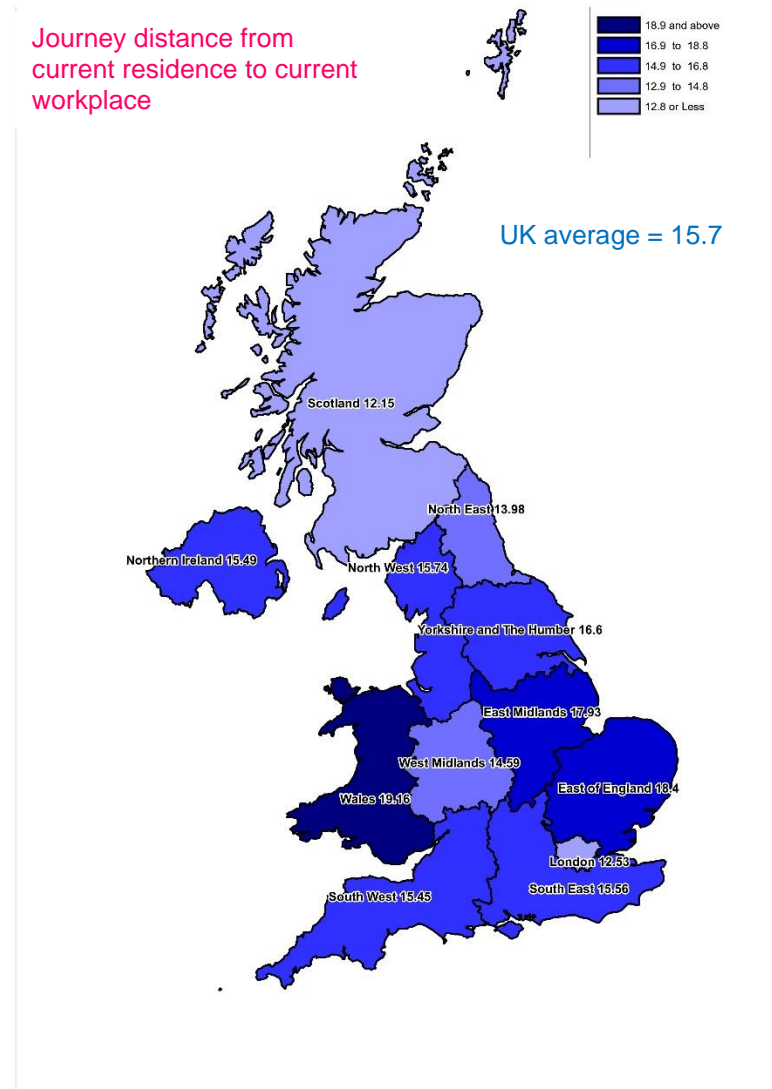 Journey distance from
current residence to current
workplace
18.9 and above
16.9 to 18.8
14.9 to 16.8
12.9 to 14.8
12.8 or Less
UK average = 15.7
Scotland 12.15
North East 13.98
Northern Ireland 15.49
North West 15.74
Yorkshire and The Humber 16.6
East Midlands 17.93
West Midlands 14.59
East of England 18.4
Wales 19.16
London 12.53
South East 15.56
South West 15.45